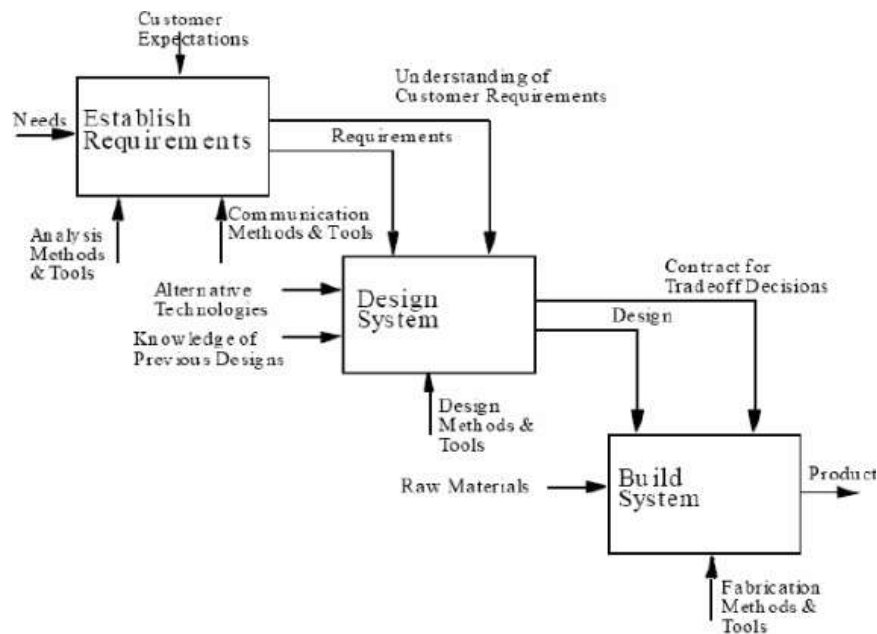 Customer
Expectations
Understanding of
Customer Requirements
Needs
Establish
Requirements
Requirements
Communication
Methods & Tools
Analysis
Methods
& Tools
Contract for
Tradeoff Decisions
Alternative
Technologies
Design
System
Design
Knowledge of
Previous Designs
Design
Methods &
Tools
Raw Materials
Build
System
Product
Fabrication
Methods &
Tools